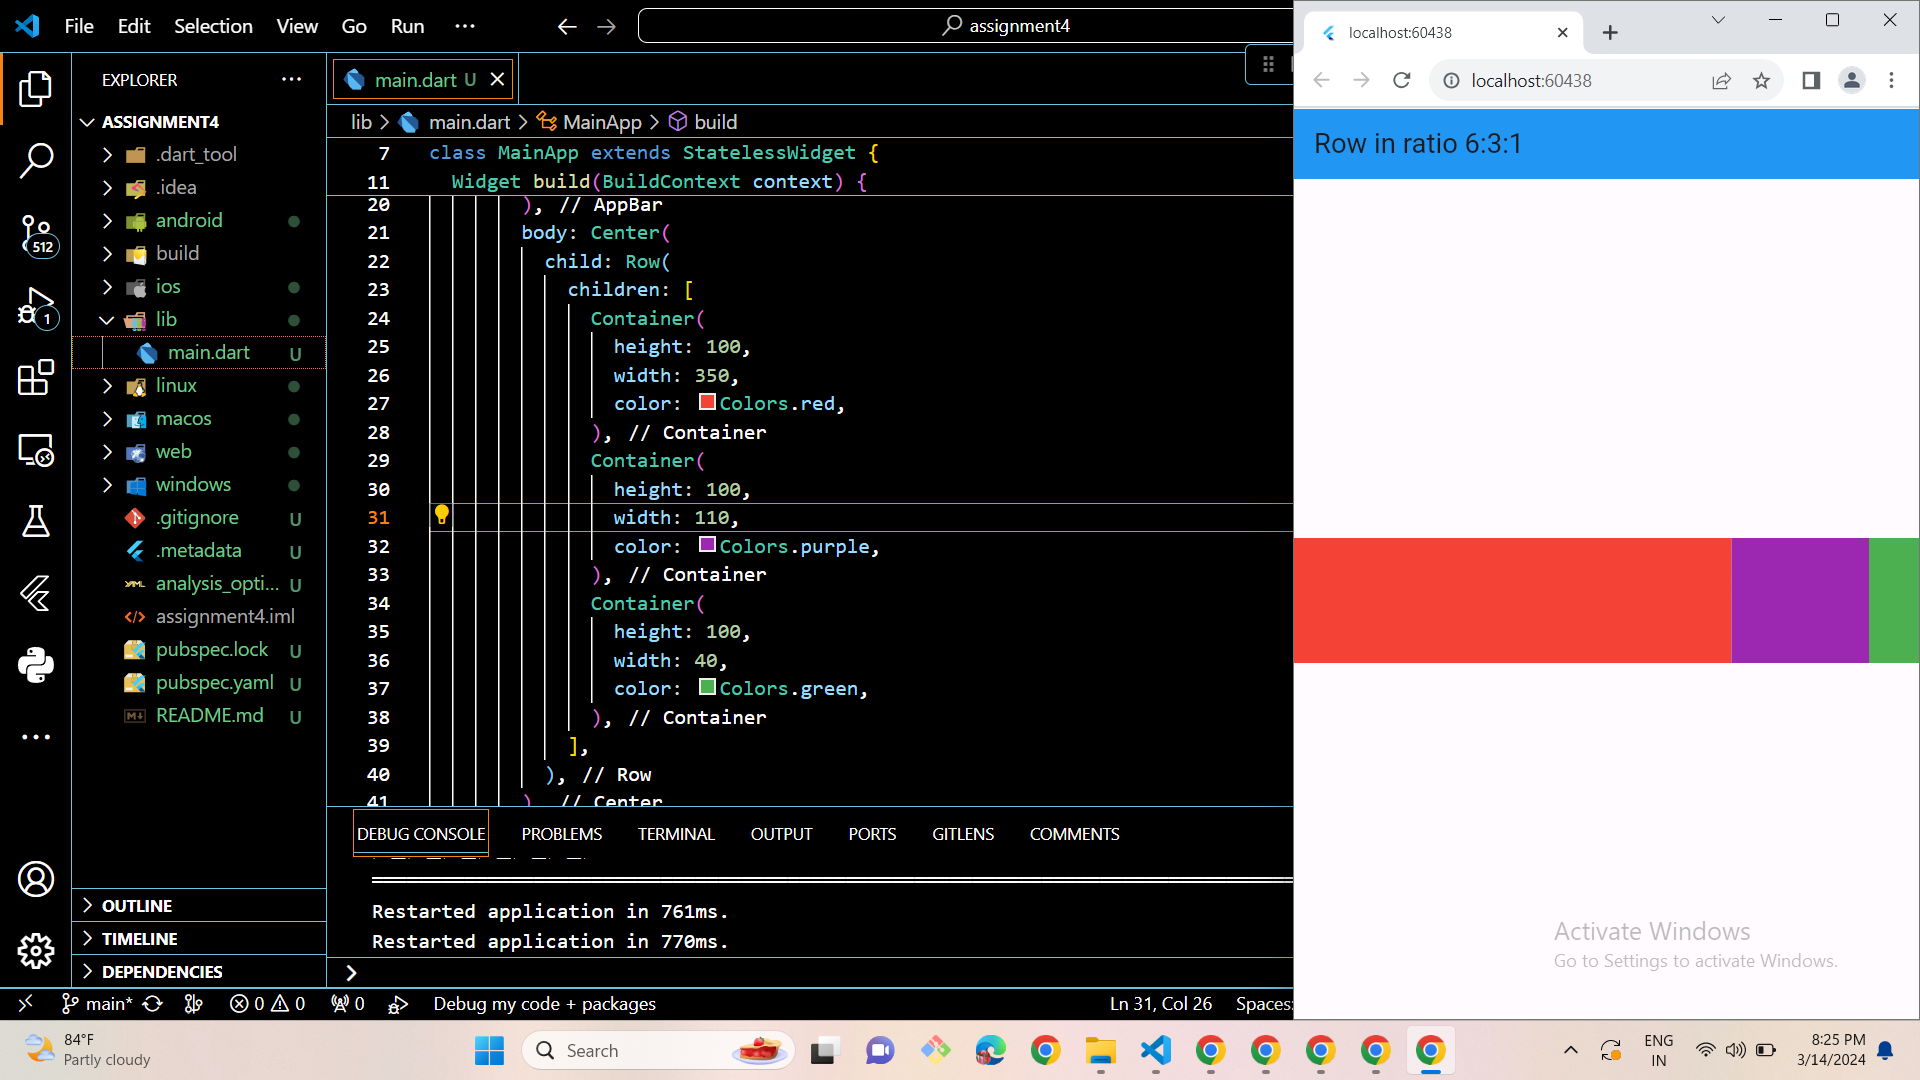 File Edit Selection View Go Run ···
assignment4
EXPLORER
ASSIGNMENT4
.dart_tool
.idea
android
build
ios
lib
main.dart U
linux
macos
web
windows
.gitignore U
.metadata U
analysis_opti... U
assignment4.iml
pubspec.lock U
pubspec.yaml U
README.md U
OUTLINE
TIMELINE
DEPENDENCIES
512
1
main.dart U
lib > main.dart > MainApp > build
7 class MainApp extends StatelessWidget {
11 Widget build(BuildContext context) {
20 ), // AppBar
21 body: Center(
22 child: Row(
23 children: [
24 Container(
25 height: 100,
26 width: 350,
27 color: Colors.red,
28 ), // Container
29 Container(
30 height: 100,
31 width: 110,
32 color: Colors.purple,
33 ), // Container
34 Container(
35 height: 100,
36 width: 40,
37 color: Colors.green,
38 ), // Container
39 ],
40 ), // Row
41 ), // Center
DEBUG CONSOLE PROBLEMS TERMINAL OUTPUT PORTS GITLENS COMMENTS
Restarted application in 761ms.
Restarted application in 770ms.
main* 0 0 0 Debug my code + packages Ln 31, Col 26 Spaces:
localhost:60438
localhost:60438
Row in ratio 6:3:1
Activate Windows
Go to Settings to activate Windows.
84°F
Partly cloudy
Search
ENG
IN
8:25 PM
3/14/2024